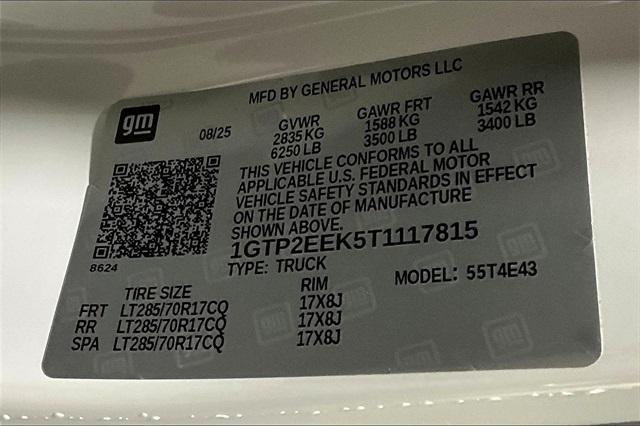 MFD BY GENERAL MOTORS LLC
gm
08/25
GVWR GAWR FRT GAWR RR
2835 KG 1588 KG 1542 KG
6250 LB 3500 LB 3400 LB
THIS VEHICLE CONFORMS TO ALL
APPLICABLE U.S. FEDERAL MOTOR
VEHICLE SAFETY STANDARDS IN EFFECT
ON THE DATE OF MANUFACTURE
SHOWN ABOVE.
1GTP2EEK5T1117815
8624
TYPE: TRUCK MODEL: 55T4E43
TIRE SIZE RIM
FRT LT285/70R17CQ 17X8J
RR LT285/70R17CQ 17X8J
SPA LT285/70R17CQ 17X8J